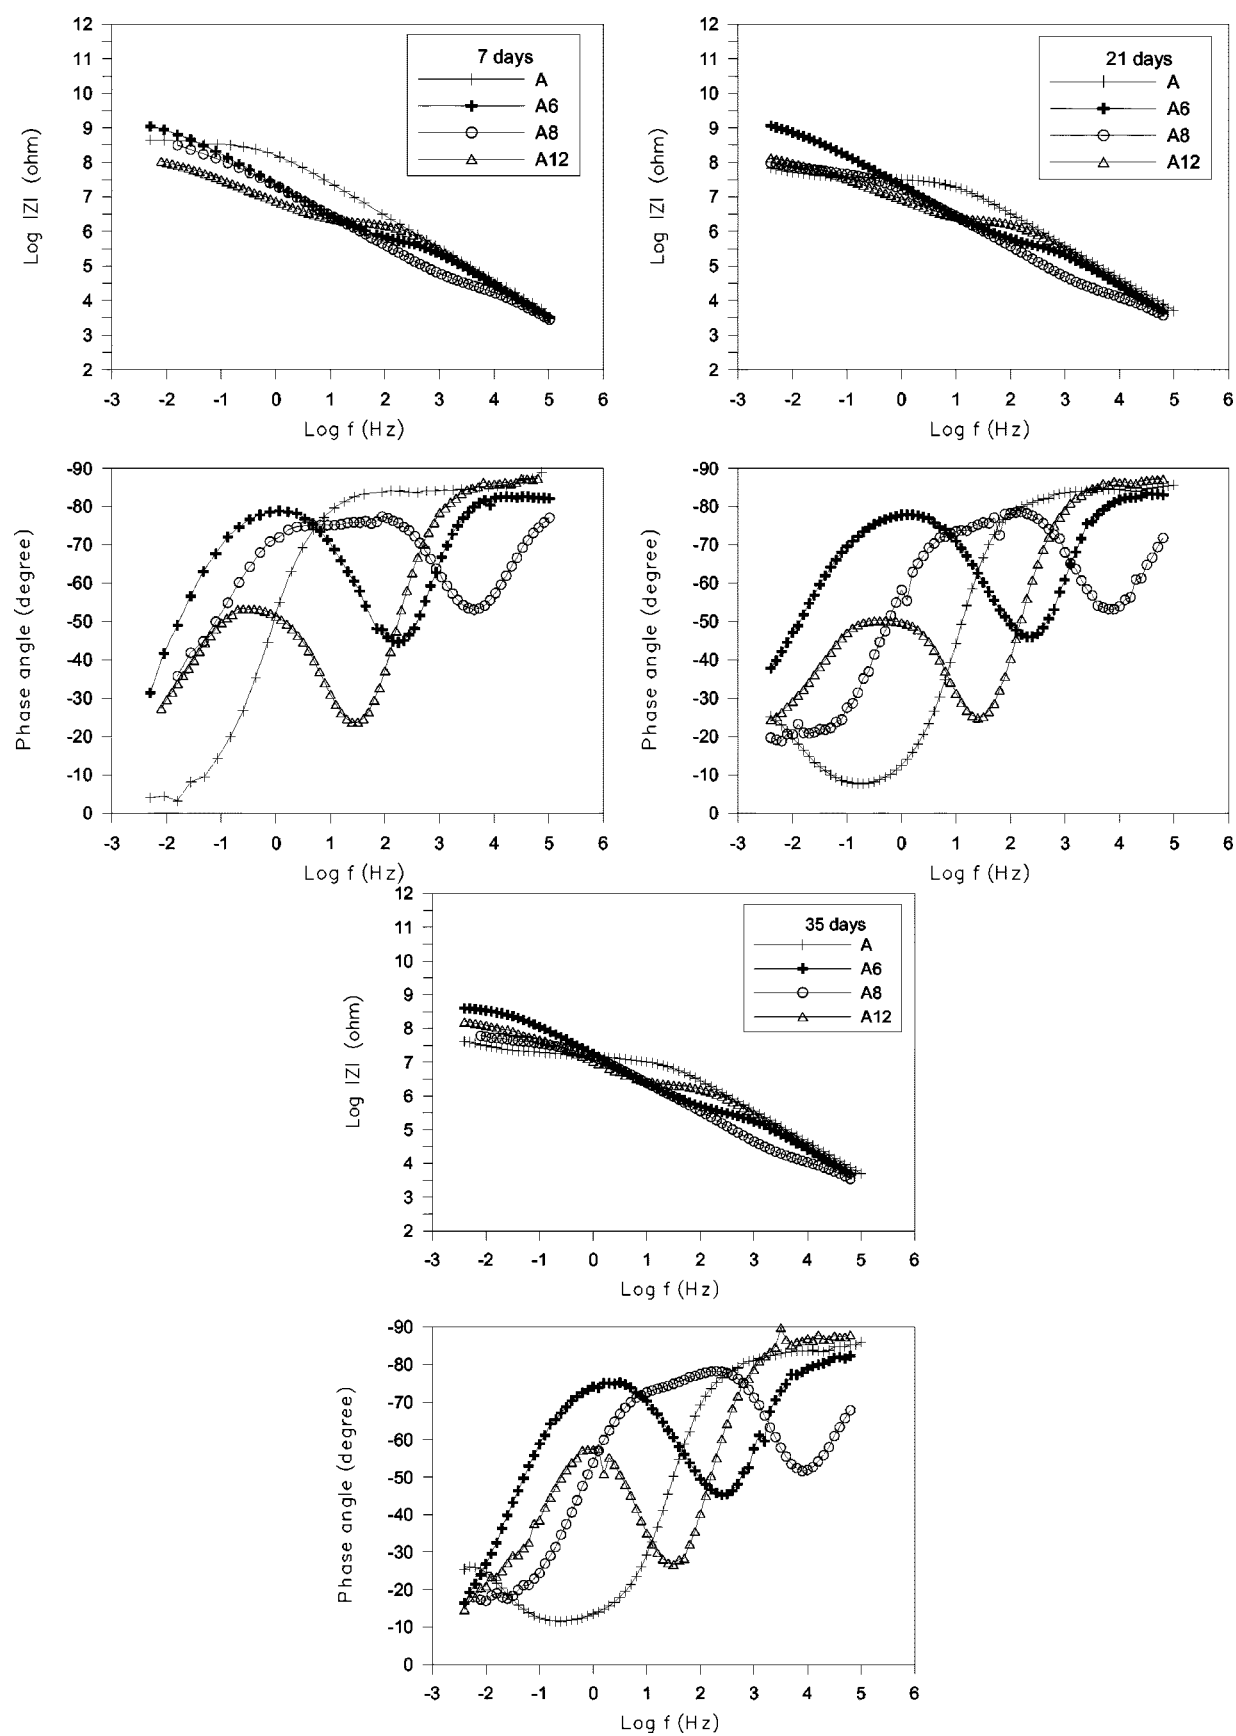 12
11
10
9
8
7
6
5
4
3
2
Log |Z| (ohm)
7 days
A
A6
A8
A12
-3 -2 -1 0 1 2 3 4 5 6
Log f (Hz)
12
11
10
9
8
7
6
5
4
3
2
Log |Z| (ohm)
21 days
A
A6
A8
A12
-3 -2 -1 0 1 2 3 4 5 6
Log f (Hz)
-90
-80
-70
-60
-50
-40
-30
-20
-10
0
Phase angle (degree)
-3 -2 -1 0 1 2 3 4 5 6
Log f (Hz)
-90
-80
-70
-60
-50
-40
-30
-20
-10
0
Phase angle (degree)
-3 -2 -1 0 1 2 3 4 5 6
Log f (Hz)
12
11
10
9
8
7
6
5
4
3
2
Log |Z| (ohm)
35 days
A
A6
A8
A12
-3 -2 -1 0 1 2 3 4 5 6
Log f (Hz)
-90
-80
-70
-60
-50
-40
-30
-20
-10
0
Phase angle (degree)
-3 -2 -1 0 1 2 3 4 5 6
Log f (Hz)